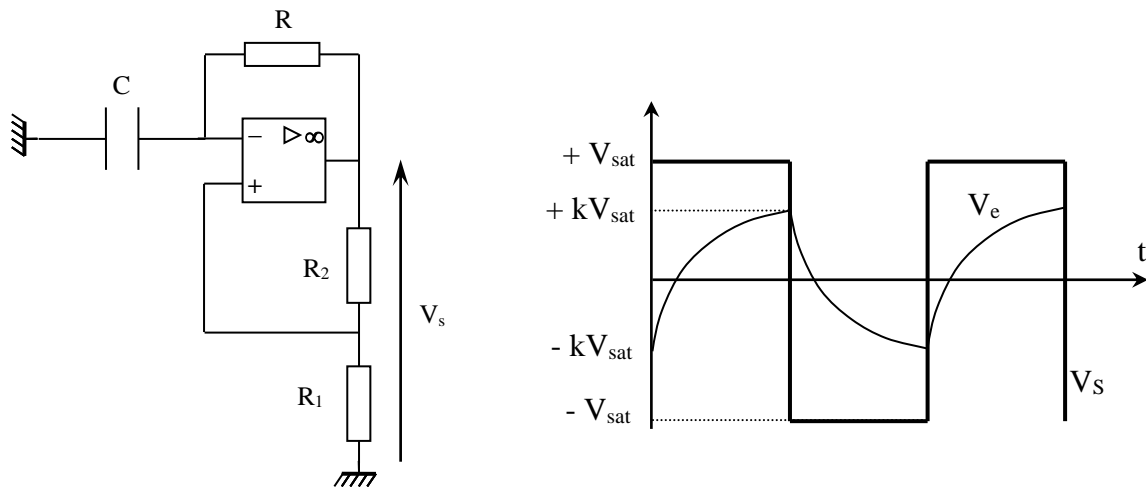 R
C
−
▷ ∞
+
R₂
Vₛ
R₁
+ Vsat
+ kVsat
Ve
t
- kVsat
VS
- Vsat